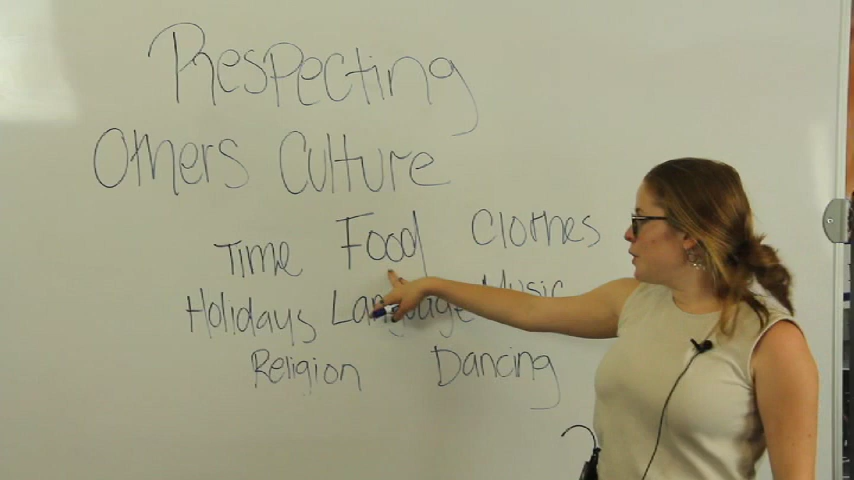 Respecting
Others Culture
Time Food Clothes
Holidays Language Music
Religion Dancing